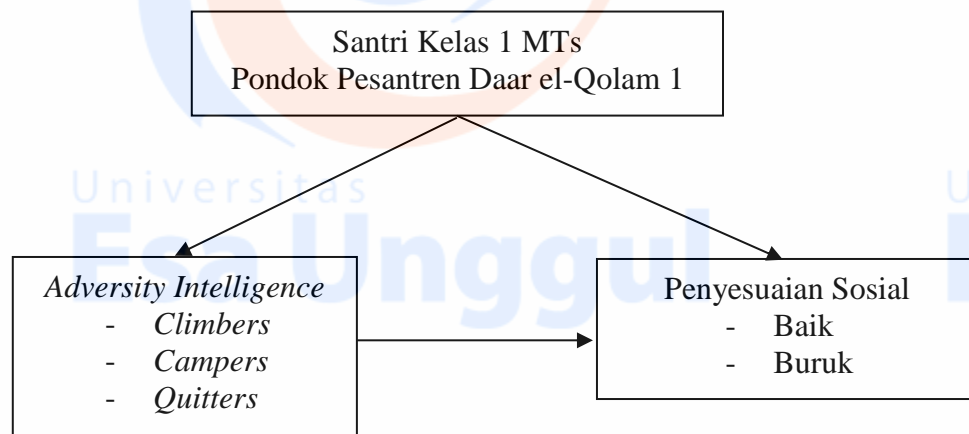 Santri Kelas 1 MTs
Pondok Pesantren Daar el-Qolam 1
Universitas
Esa Unggul
Adversity Intelligence
- Climbers
- Campers
- Quitters
Penyesuaian Sosial
- Baik
- Buruk